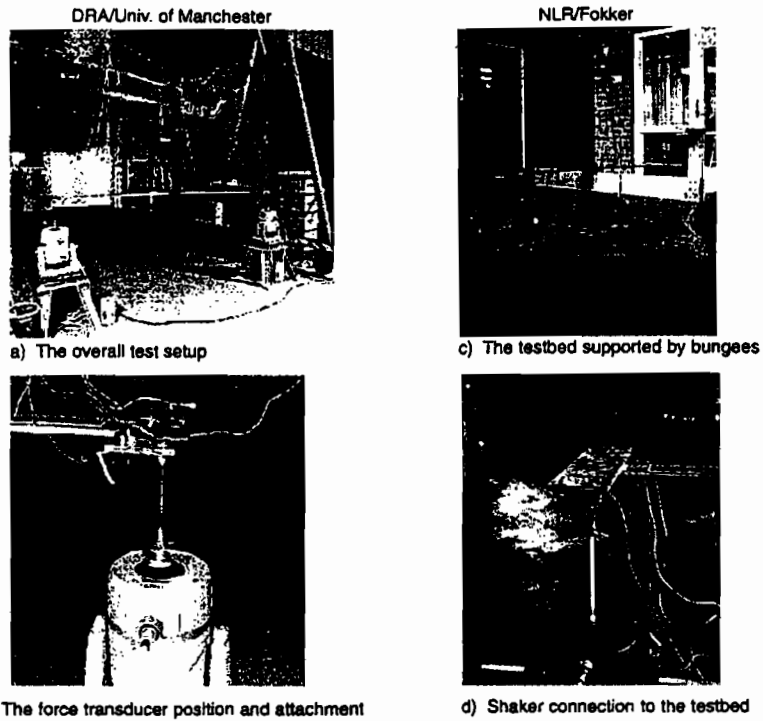 DRA/Univ. of Manchester
NLR/Fokker
a) The overall test setup
c) The testbed supported by bungees
The force transducer position and attachment
d) Shaker connection to the testbed